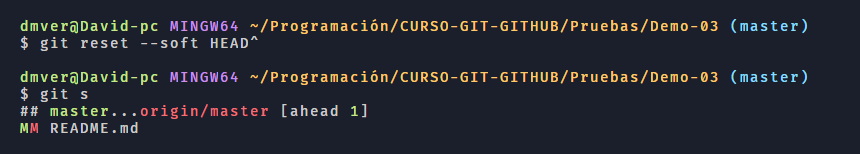 dmver@David-pc MINGW64 ~/Programación/CURSO-GIT-GITHUB/Pruebas/Demo-03 (master)
$ git reset --soft HEAD^
dmver@David-pc MINGW64 ~/Programación/CURSO-GIT-GITHUB/Pruebas/Demo-03 (master)
$ git s
## master...origin/master [ahead 1]
MM README.md